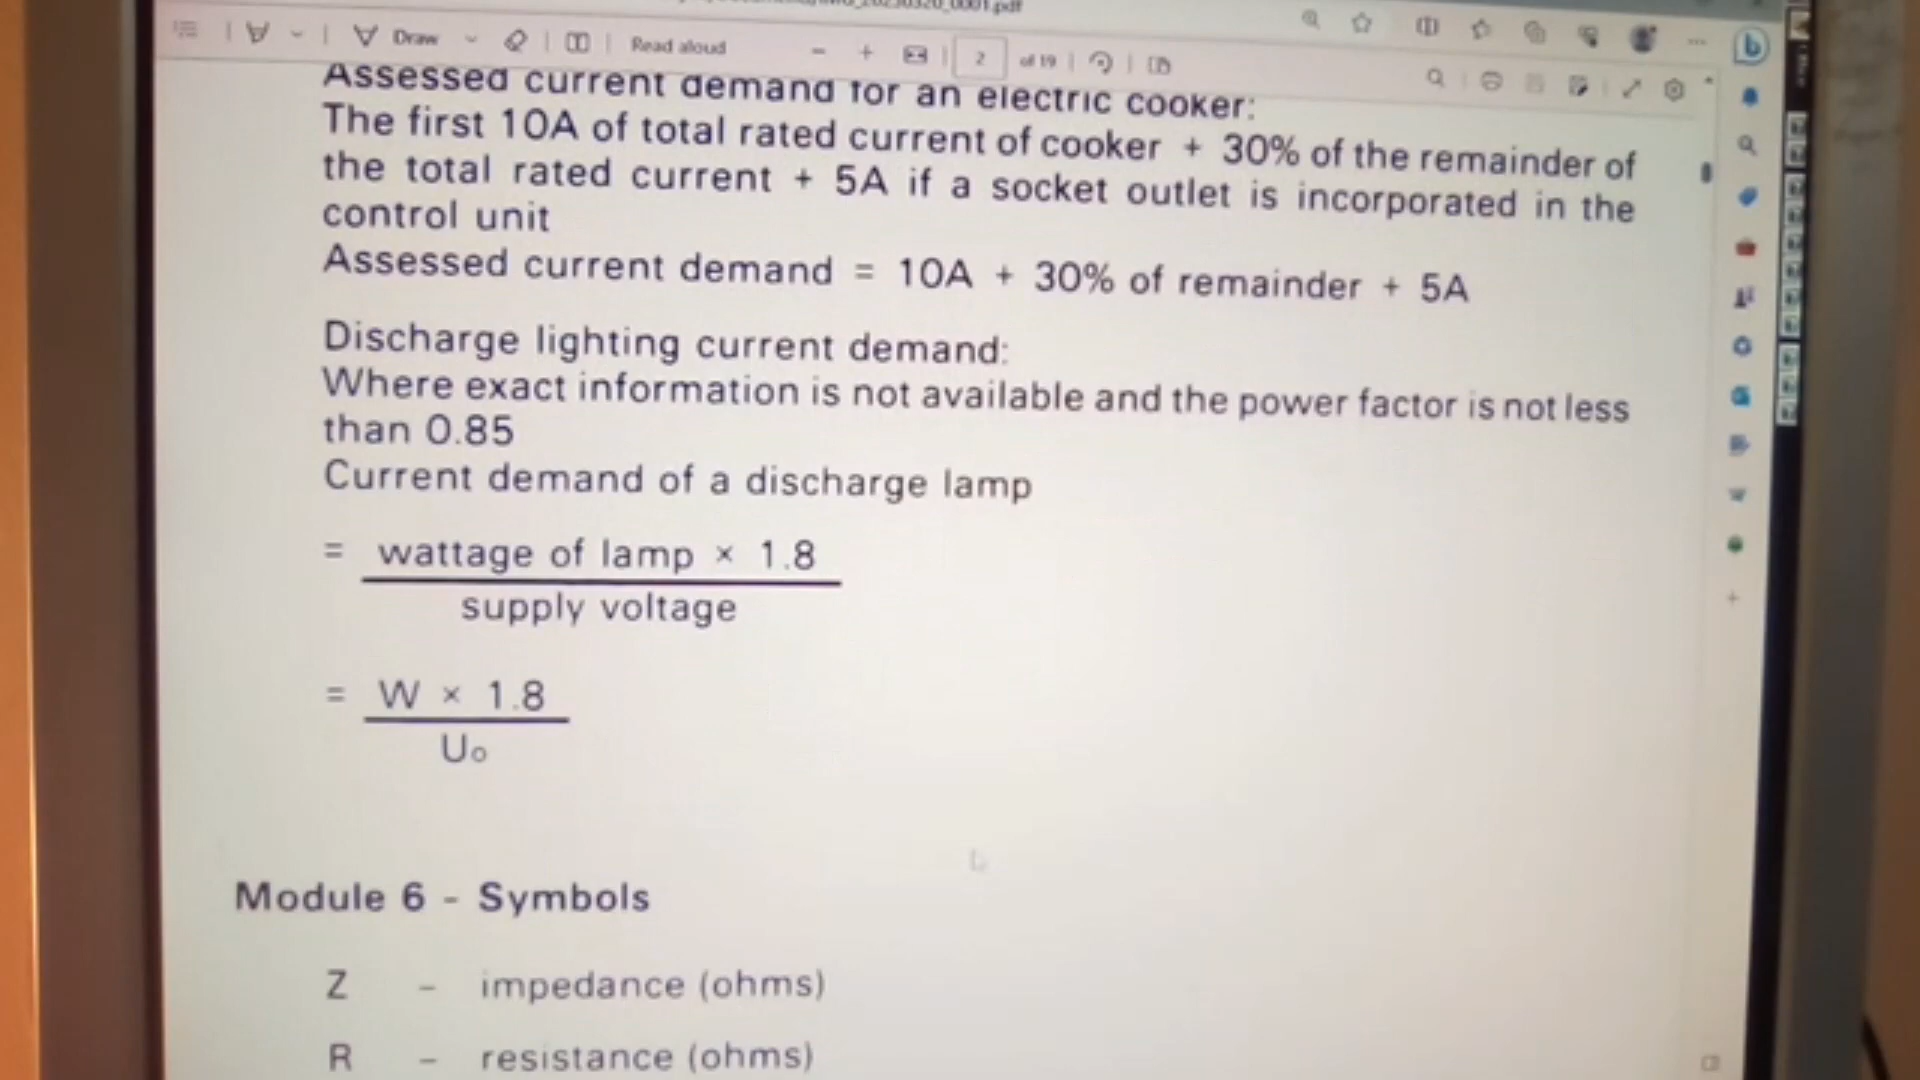 Draw
Read aloud
2
of 19
Assessed current demand for an electric cooker:
The first 10A of total rated current of cooker + 30% of the remainder of
the total rated current + 5A if a socket outlet is incorporated in the
control unit
Assessed current demand = 10A + 30% of remainder + 5A
Discharge lighting current demand:
Where exact information is not available and the power factor is not less
than 0.85
Current demand of a discharge lamp
= wattage of lamp × 1.8
supply voltage
= W × 1.8
Uo
Module 6 - Symbols
Z - impedance (ohms)
R - resistance (ohms)